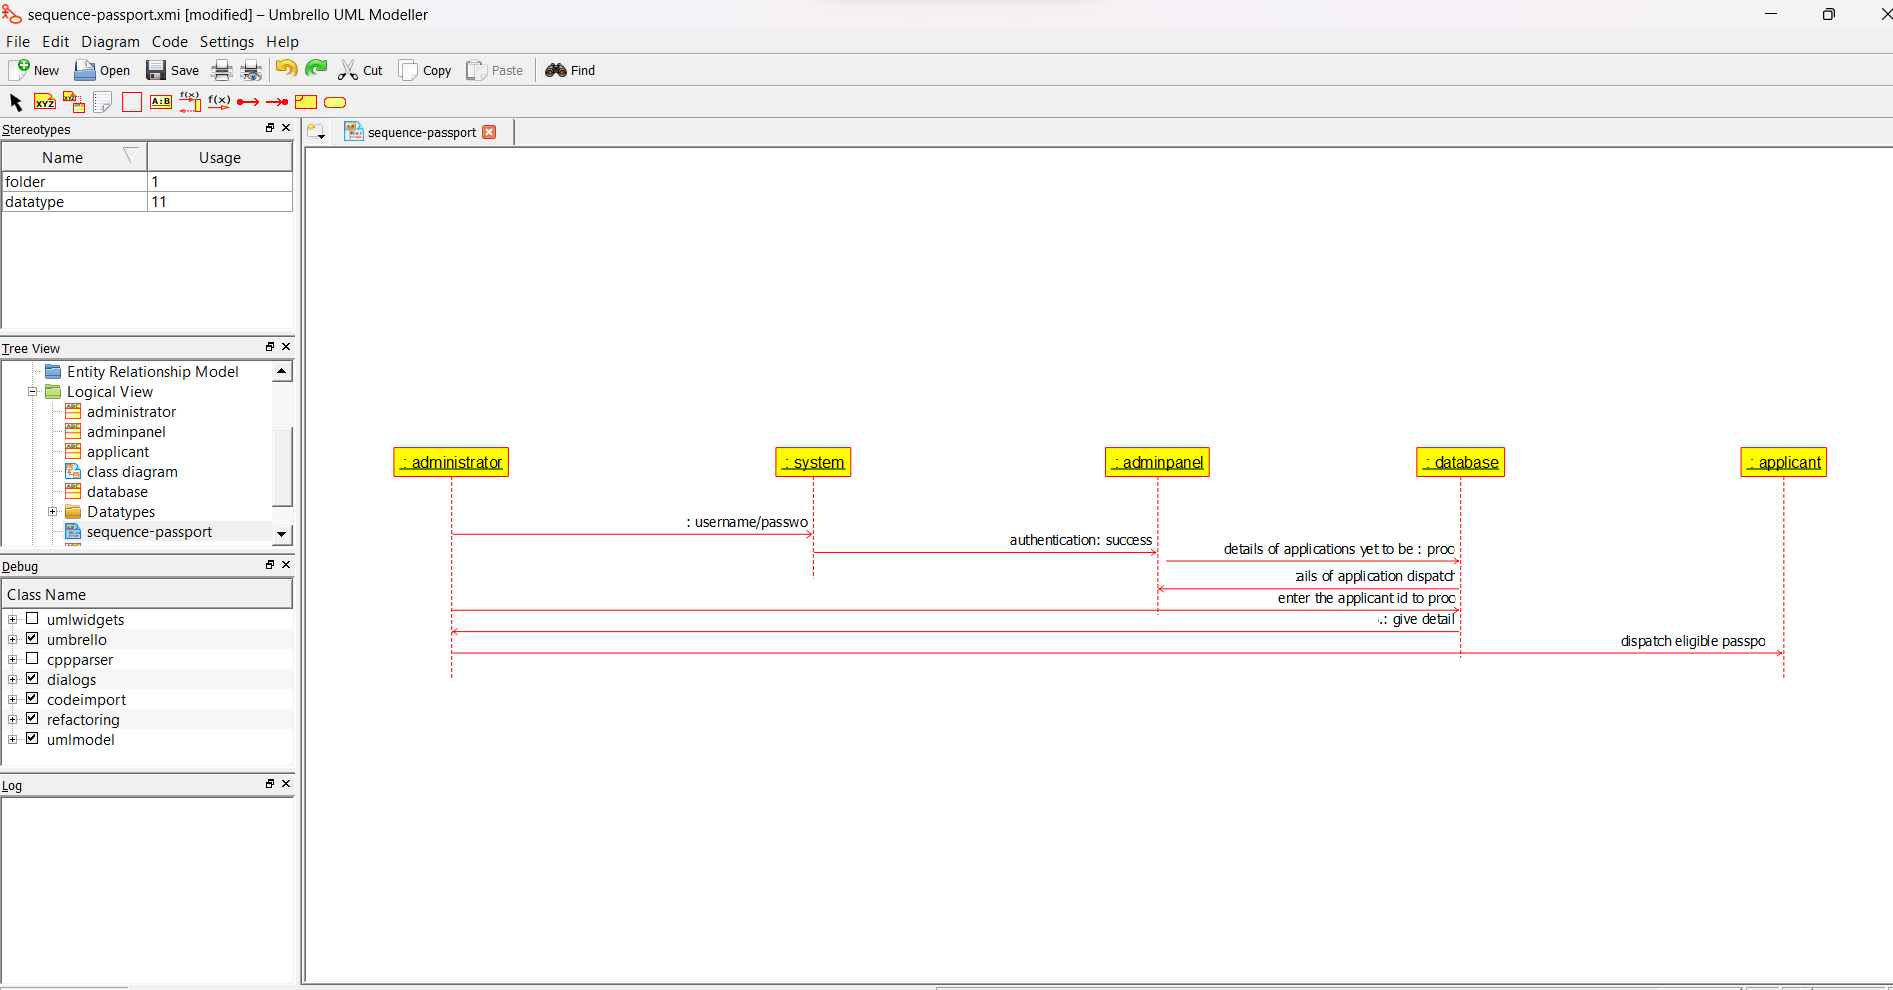 sequence-passport.xmi [modified] – Umbrello UML Modeller
File Edit Diagram Code Settings Help
New Open Save Cut Copy Paste Find
XYZ XYZ A:B f(x) f(x)
Stereotypes
sequence-passport
Name Usage
folder 1
datatype 11
Tree View
Entity Relationship Model
Logical View
administrator
adminpanel
applicant
class diagram
database
Datatypes
sequence-passport
Debug
Class Name
umlwidgets
umbrello
cppparser
dialogs
codeimport
refactoring
umlmodel
Log
: administrator : system : adminpanel : database : applicant
: username/passwo
authentication: success
details of applications yet to be : proc
ails of application dispatch
enter the applicant id to proc
.: give detail
dispatch eligible passpo